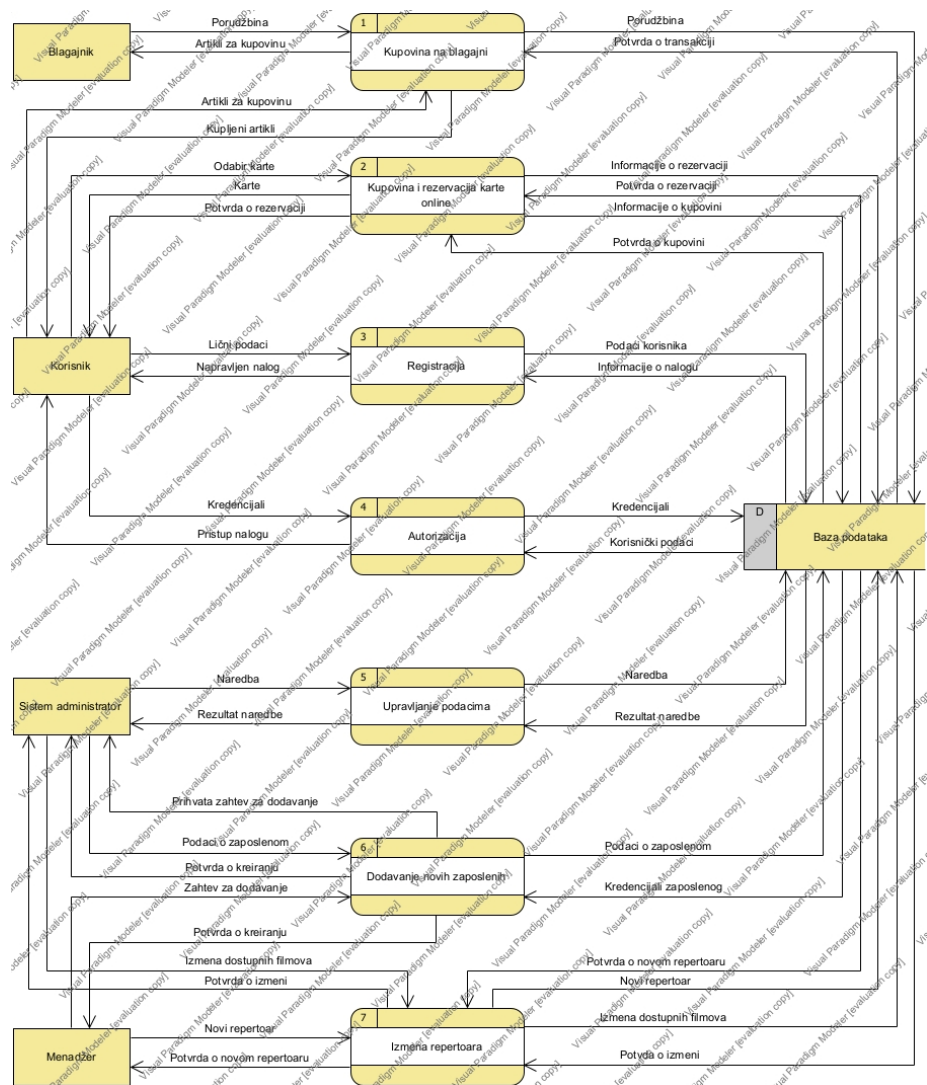 Porudžbina
Artikli za kupovinu
Blagajnik
1
Kupovina na blagajni
Porudžbina
Potvrda o transakciji
Artikli za kupovinu
Kupljeni artikli
Odabir karte
Karte
Potvrda o rezervaciji
2
Kupovina i rezervacija karte
online
Informacije o rezervaciji
Potvrda o rezervaciji
Informacije o kupovini
Potvrda o kupovini
Korisnik
Lični podaci
Napravljen nalog
3
Registracija
Podaci korisnika
Informacije o nalogu
Kredencijali
Pristup nalogu
4
Autorizacija
Kredencijali
Korisnički podaci
D
Baza podataka
Sistem administrator
Naredba
Rezultat naredbe
5
Upravljanje podacima
Naredba
Rezultat naredbe
Prihvata zahtev za dodavanje
Podaci o zaposlenom
Potvrda o kreiranju
Zahtev za dodavanje
6
Dodavanje novih zaposlenih
Podaci o zaposlenom
Kredencijali zaposlenog
Potvrda o kreiranju
Izmena dostupnih filmova
Potvrda o izmeni
Potvrda o novom repertoaru
Novi repertoar
Menadžer
Novi repertoar
Potvrda o novom repertoaru
7
Izmena repertoara
Izmena dostupnih filmova
Potvda o izmeni
Visual Paradigm Modeler [evaluation copy]